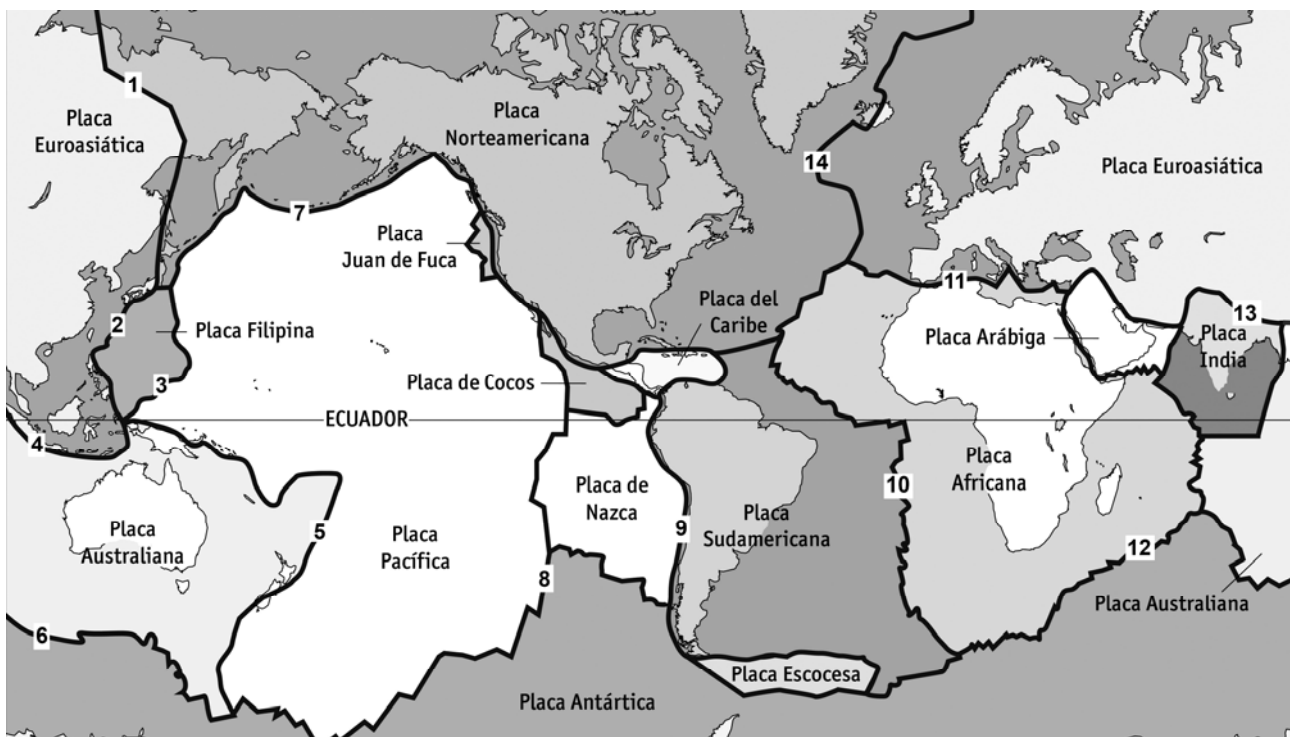 1
Placa
Euroasiática
Placa
Norteamericana
14
Placa Euroasiática
7
Placa
Juan de Fuca
11
2
Placa Filipina
Placa del
Caribe
Placa Arábiga
13
Placa
India
3
Placa de Cocos
ECUADOR
4
Placa
Africana
10
Placa de
Nazca
9
Placa
Sudamericana
Placa
Australiana
5
Placa
Pacífica
8
12
Placa Australiana
6
Placa Escocesa
Placa Antártica